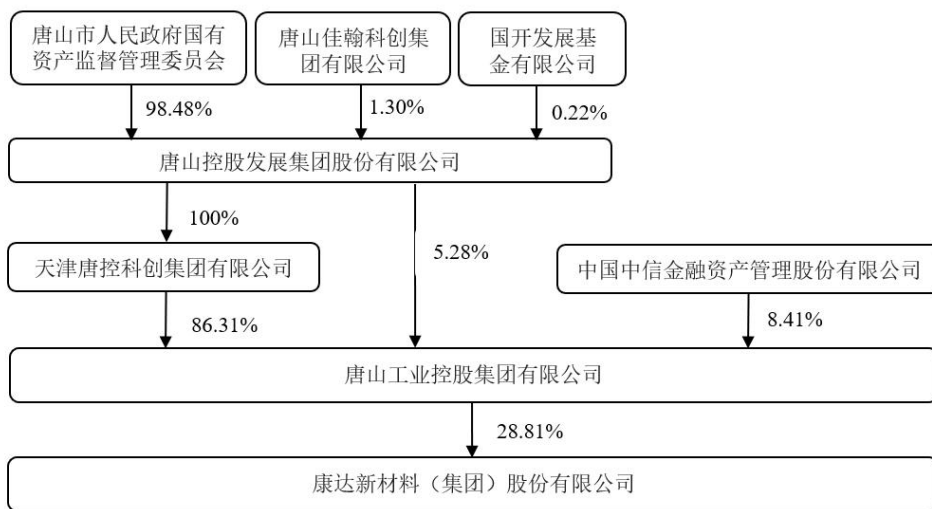 唐山市人民政府国有
资产监督管理委员会
唐山佳翰科创集
团有限公司
国开发展基
金有限公司
98.48%
1.30%
0.22%
唐山控股发展集团股份有限公司
100%
5.28%
天津唐控科创集团有限公司
中国中信金融资产管理股份有限公司
86.31%
8.41%
唐山工业控股集团有限公司
28.81%
康达新材料（集团）股份有限公司